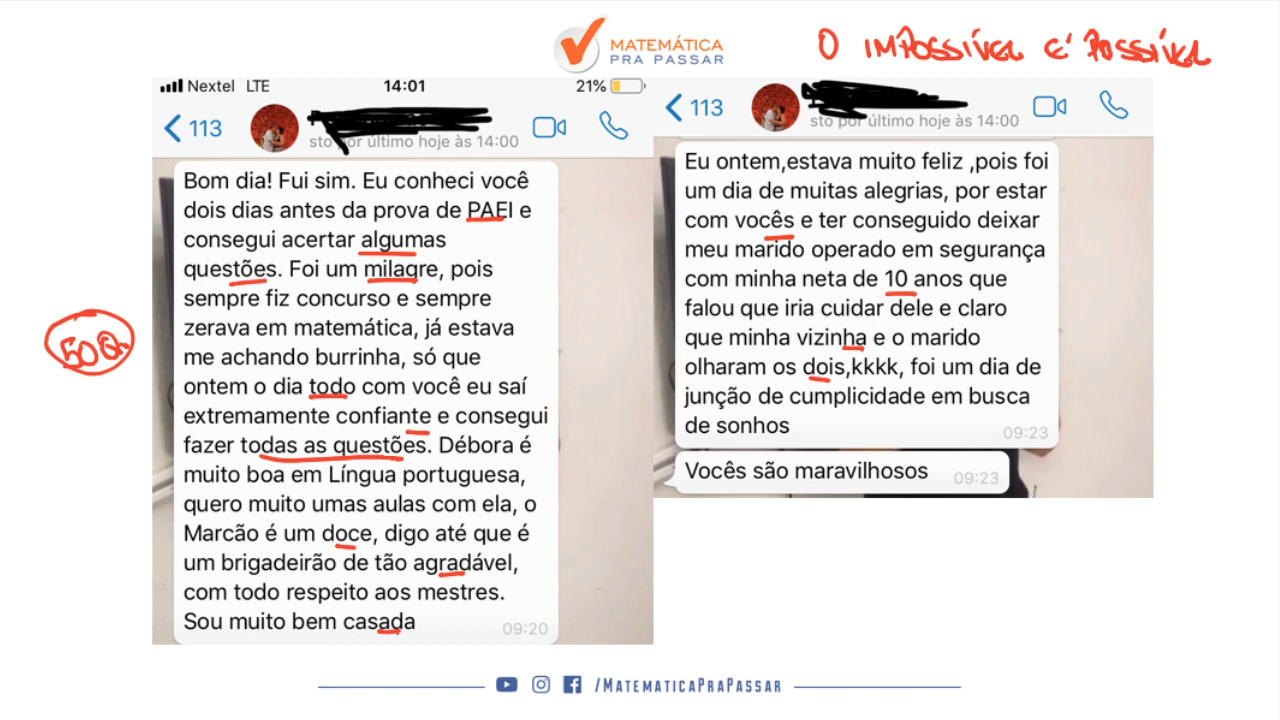 MATEMÁTICA
PRA PASSAR
O IMPOSSÍVEL É POSSÍVEL
Nextel LTE 14:01 21%
113
sto por último hoje às 14:00
Bom dia! Fui sim. Eu conheci você
dois dias antes da prova de PAEI e
consegui acertar algumas
questões. Foi um milagre, pois
sempre fiz concurso e sempre
zerava em matemática, já estava
me achando burrinha, só que
ontem o dia todo com você eu saí
extremamente confiante e consegui
fazer todas as questões. Débora é
muito boa em Língua portuguesa,
quero muito umas aulas com ela, o
Marcão é um doce, digo até que é
um brigadeirão de tão agradável,
com todo respeito aos mestres.
Sou muito bem casada
09:20
50Q.
113
sto por último hoje às 14:00
Eu ontem,estava muito feliz ,pois foi
um dia de muitas alegrias, por estar
com vocês e ter conseguido deixar
meu marido operado em segurança
com minha neta de 10 anos que
falou que iria cuidar dele e claro
que minha vizinha e o marido
olharam os dois,kkkk, foi um dia de
junção de cumplicidade em busca
de sonhos
09:23
Vocês são maravilhosos
09:23
/MATEMATICAPRAPASSAR